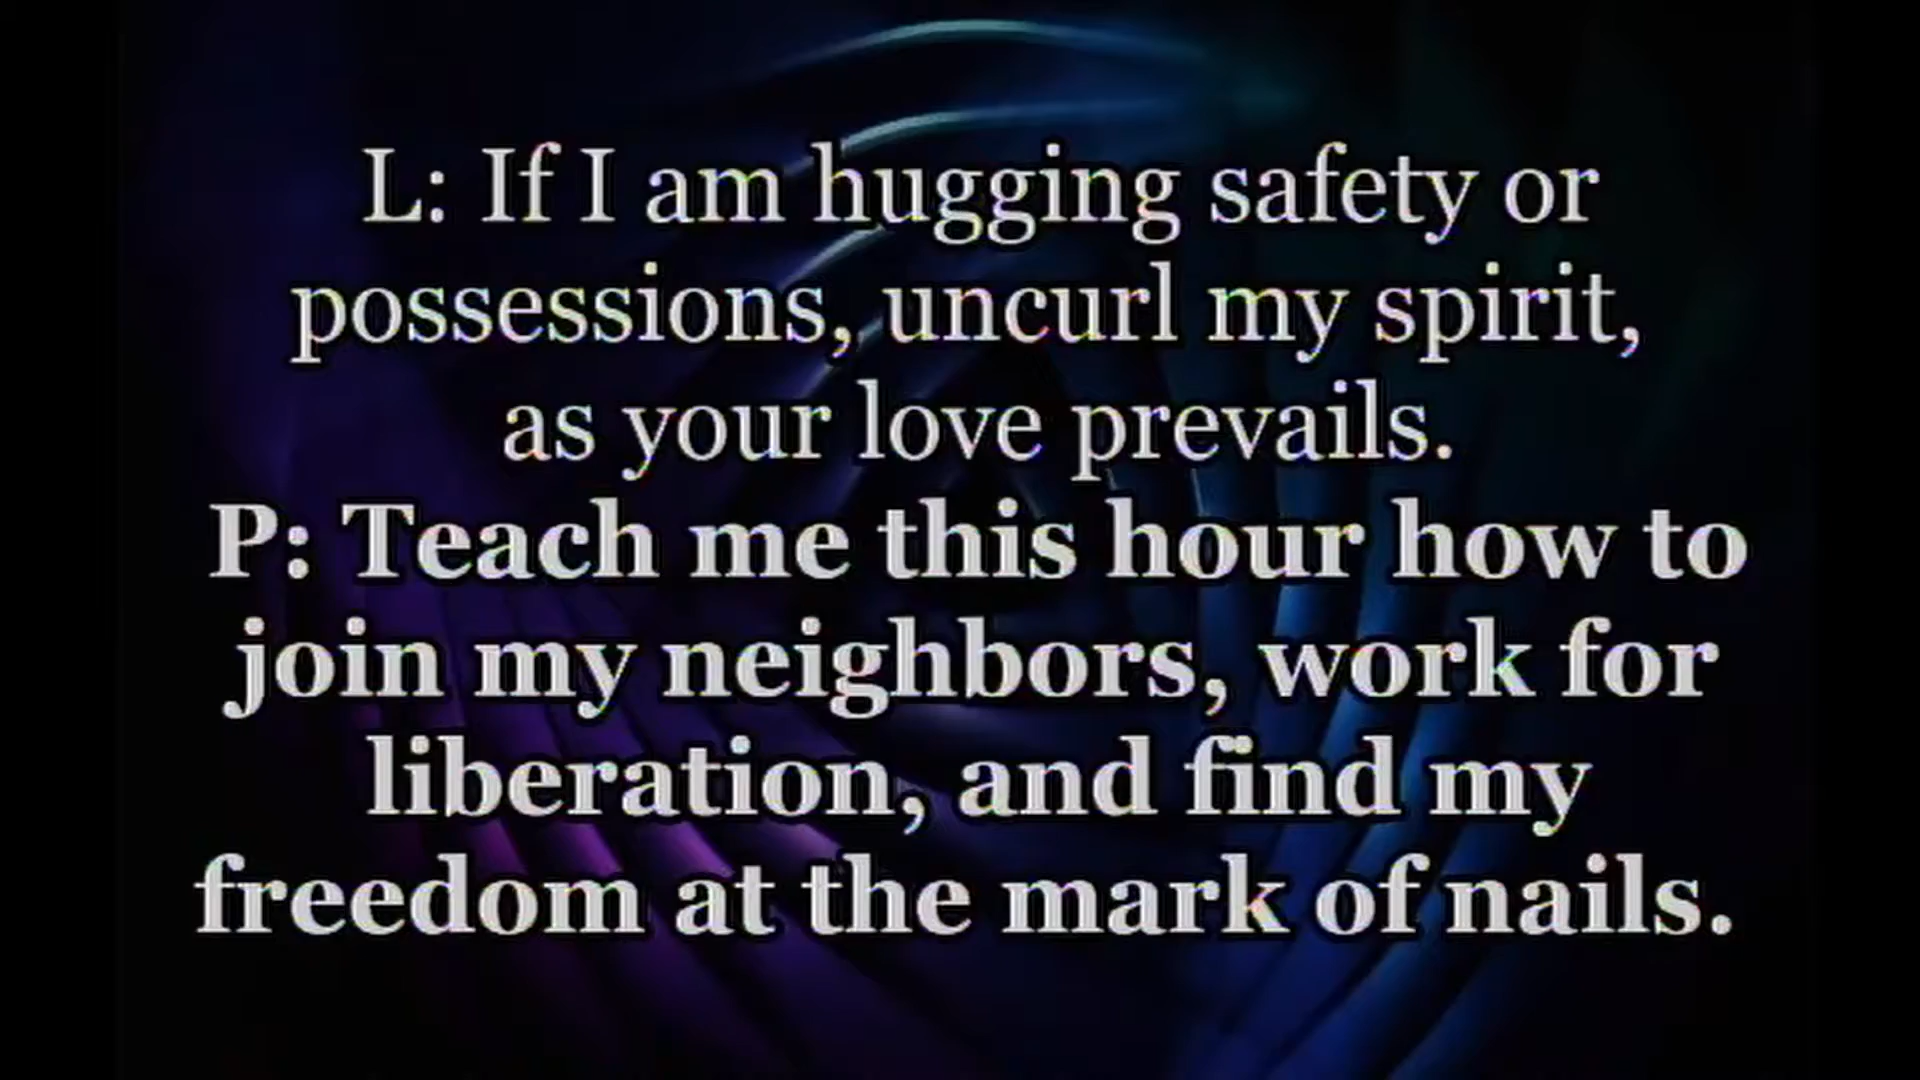 L: If I am hugging safety or
possessions, uncurl my spirit,
as your love prevails.
P: Teach me this hour how to
join my neighbors, work for
liberation, and find my
freedom at the mark of nails.